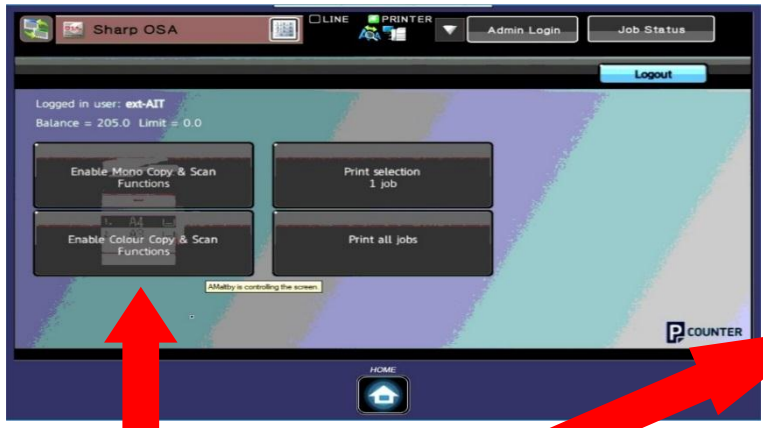 Sharp OSA
LINE
PRINTER
Admin Login
Job Status
Logout
Logged in user: ext-AIT
Balance = 205.0 Limit = 0.0
Enable Mono Copy & Scan
Functions
Print selection
1 job
A4
Enable Colour Copy & Scan
Functions
Print all jobs
AMaltby is controlling the screen.
P COUNTER
HOME